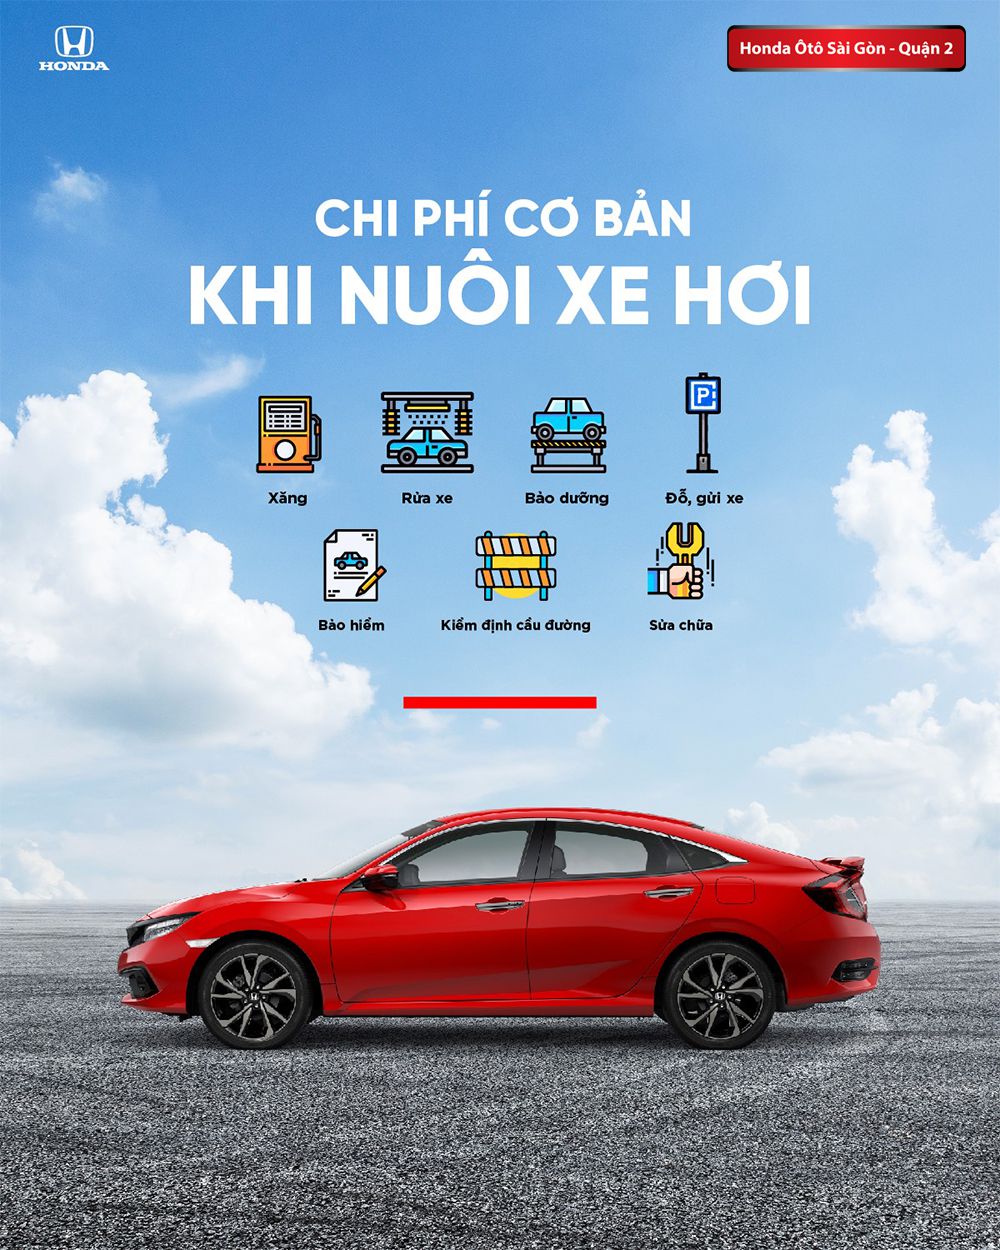 HONDA
Honda Ôtô Sài Gòn - Quận 2
CHI PHÍ CƠ BẢN
KHI NUÔI XE HƠI
P
Xăng
Rửa xe
Bảo dưỡng
Đỗ, gửi xe
Bảo hiểm
Kiểm định cầu đường
Sửa chữa